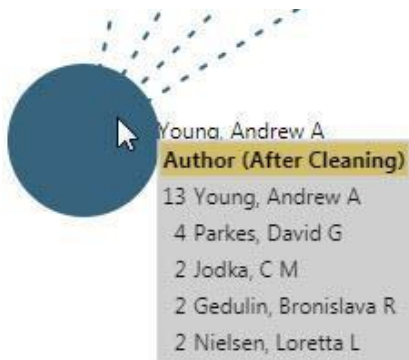 Young, Andrew A
Author (After Cleaning)
13 Young, Andrew A
4 Parkes, David G
2 Jodka, C M
2 Gedulin, Bronislava R
2 Nielsen, Loretta L